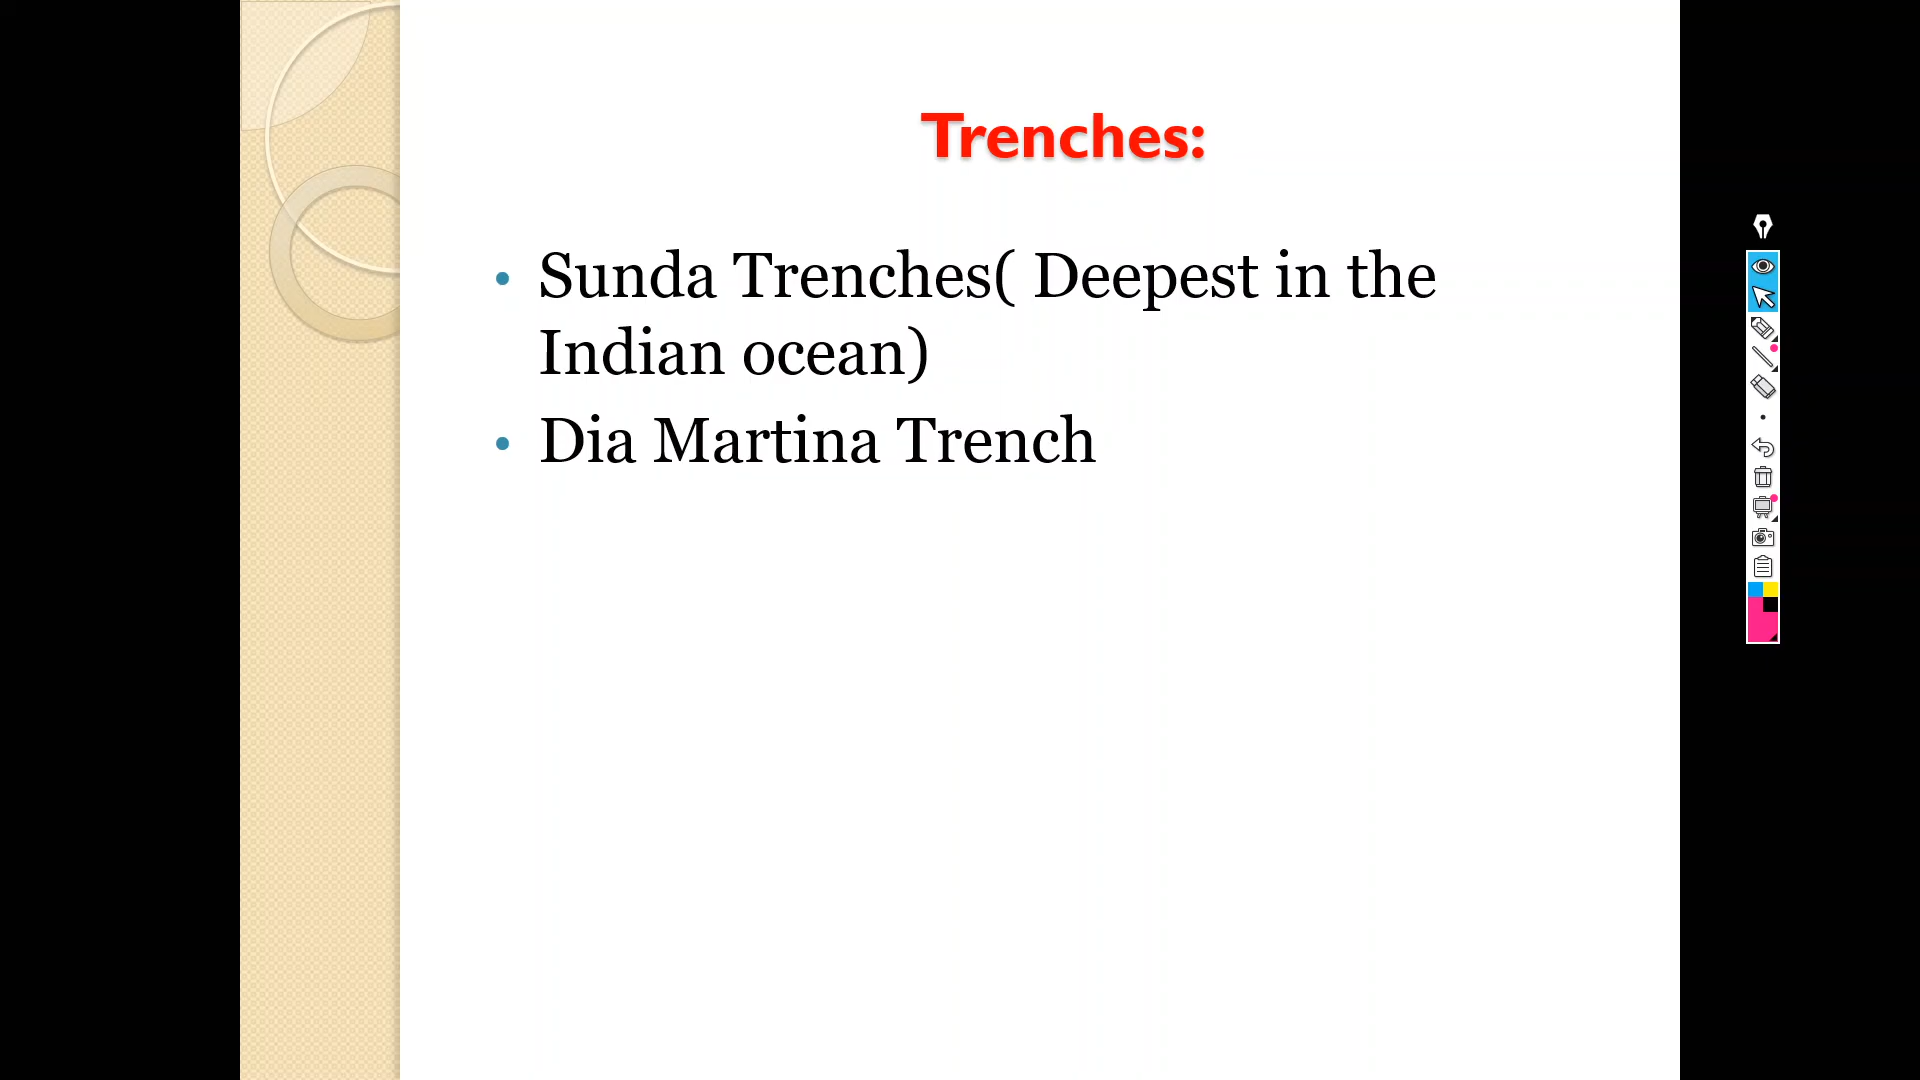 Trenches:
• Sunda Trenches( Deepest in the
Indian ocean)
• Dia Martina Trench